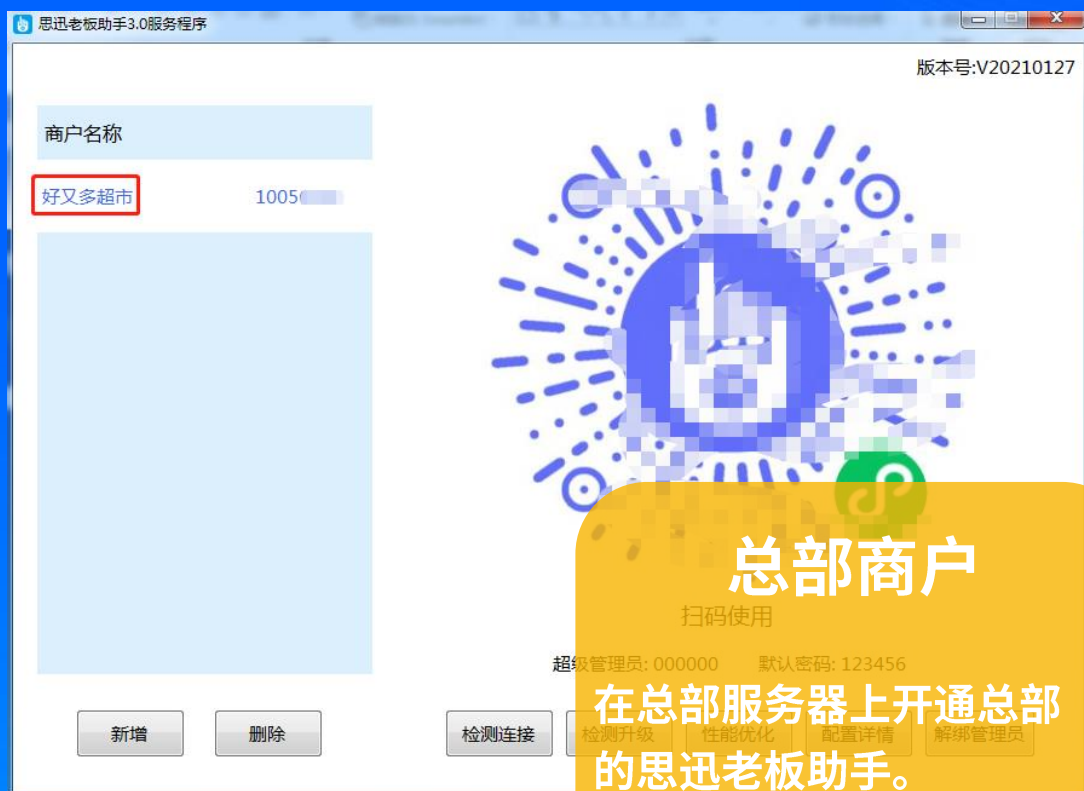 思迅老板助手3.0服务程序
版本号:V20210127
商户名称
好又多超市 1005
总部商户
扫码使用
超级管理员: 000000 默认密码: 123456
在总部服务器上开通总部
的思迅老板助手。
新增 删除 检测连接 检测升级 性能优化 配置详情 解绑管理员